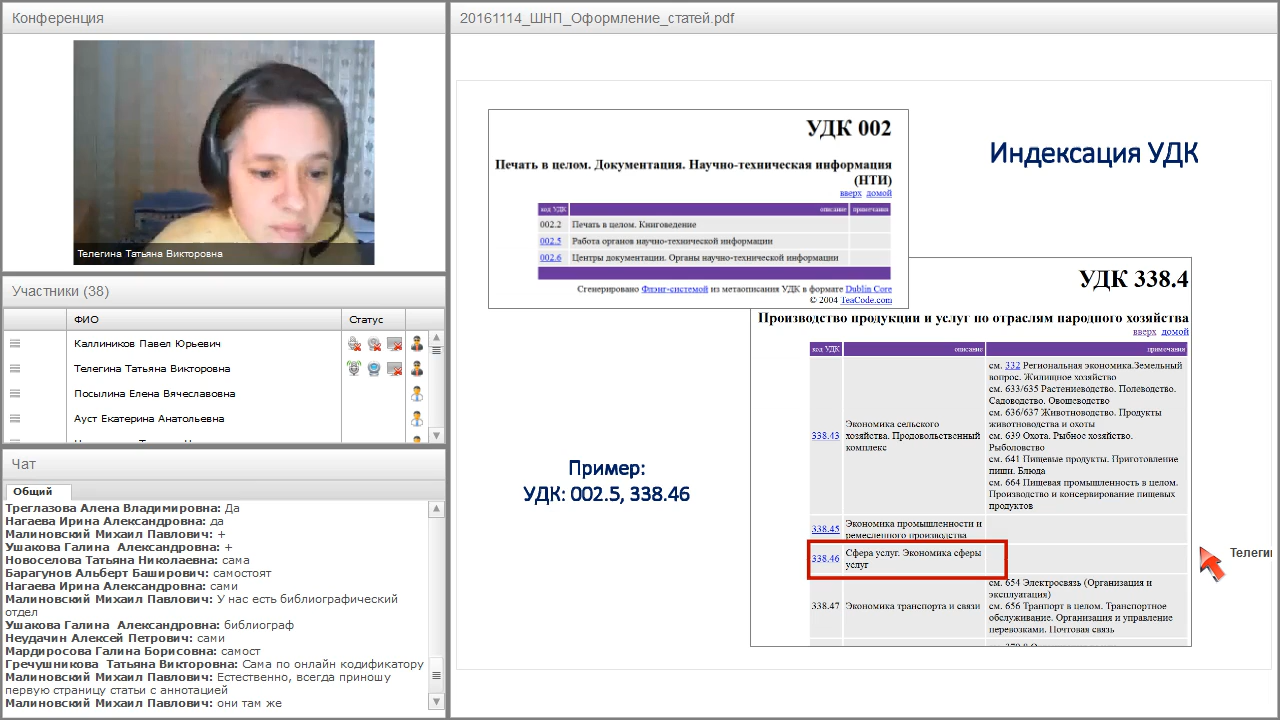 Конференция
Телегина Татьяна Викторовна
Участники (38)
ФИО
Статус
Каллиников Павел Юрьевич
Телегина Татьяна Викторовна
Посылина Елена Вячеславовна
Ауст Екатерина Анатольевна
Чат
Общий
Треглазова Алена Владимировна: Да
Нагаева Ирина Александровна: да
Малиновский Михаил Павлович: +
Ушакова Галина Александровна: +
Новоселова Татьяна Николаевна: сама
Барагунов Альберт Баширович: самостоят
Нагаева Ирина Александровна: сами
Малиновский Михаил Павлович: У нас есть библиографический
отдел
Ушакова Галина Александровна: библиограф
Неудачин Алексей Петрович: сами
Мардиросова Галина Борисовна: самост
Гречушникова Татьяна Викторовна: Сама по онлайн кодификатору
Малиновский Михаил Павлович: Естественно, всегда приношу
первую страницу статьи с аннотацией
Малиновский Михаил Павлович: они там же
20161114_ШНП_Оформление_статей.pdf
УДК 002
Печать в целом. Документация. Научно-техническая информация
(НТИ)
вверх домой
код УДК описание примечания
002.2 Печать в целом. Книговедение
002.5 Работа органов научно-технической информации
002.6 Центры документации. Органы научно-технической информации
Сгенерировано Флэнг-системой из метаописания УДК в формате Dublin Core
© 2004 TeaCode.com
Индексация УДК
Пример:
УДК: 002.5, 338.46
УДК 338.4
Производство продукции и услуг по отраслям народного хозяйства
вверх домой
код УДК описание примечания
338.43
Экономика сельского
хозяйства. Продовольственный
комплекс
см. 332 Региональная экономика.Земельный
вопрос. Жилищное хозяйство
см. 633/635 Растениеводство. Полеводство.
Садоводство. Овощеводство
см. 636/637 Животноводство. Продукты
животноводства и охоты
см. 639 Охота. Рыбное хозяйство.
Рыболовство
см. 641 Пищевые продукты. Приготовление
пищи. Блюда
см. 664 Пищевая промышленность в целом.
Производство и консервирование пищевых
продуктов
338.45
Экономика промышленности и
ремесленного производства
338.46
Сфера услуг. Экономика сферы
услуг
338.47 Экономика транспорта и связи
см. 654 Электросвязь (Организация и
эксплуатация)
см. 656 Транпорт в целом. Транспортное
обслуживание. Организация и управление
перевозками. Почтовая связь
Телеги